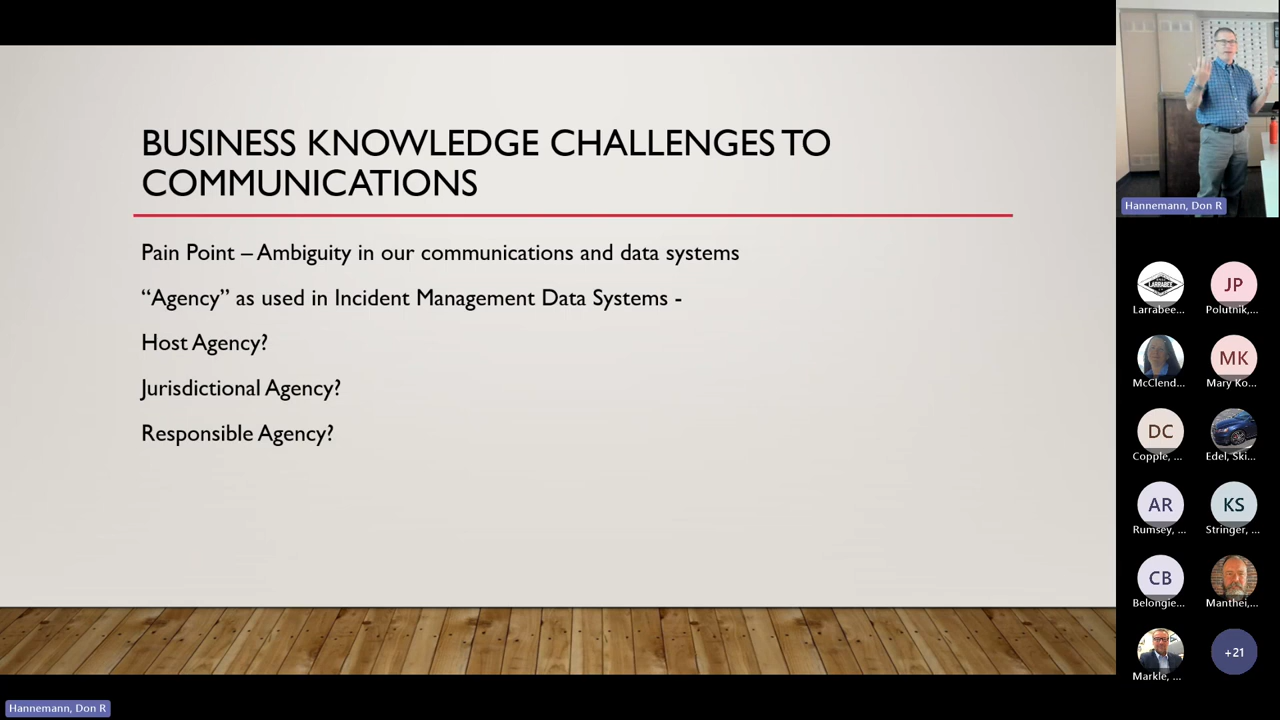 BUSINESS KNOWLEDGE CHALLENGES TO
COMMUNICATIONS
Pain Point – Ambiguity in our communications and data systems
“Agency” as used in Incident Management Data Systems -
Host Agency?
Jurisdictional Agency?
Responsible Agency?
Hannemann, Don R
LARRABEE
JP
Larrabee...
Polutnik,...
MK
McClend...
Mary Ko...
DC
Copple, ...
Edel, Ski...
AR
KS
Rumsey, ...
Stringer, ...
CB
Belongie...
Manthei,...
+21
Markle, ...
Hannemann, Don R